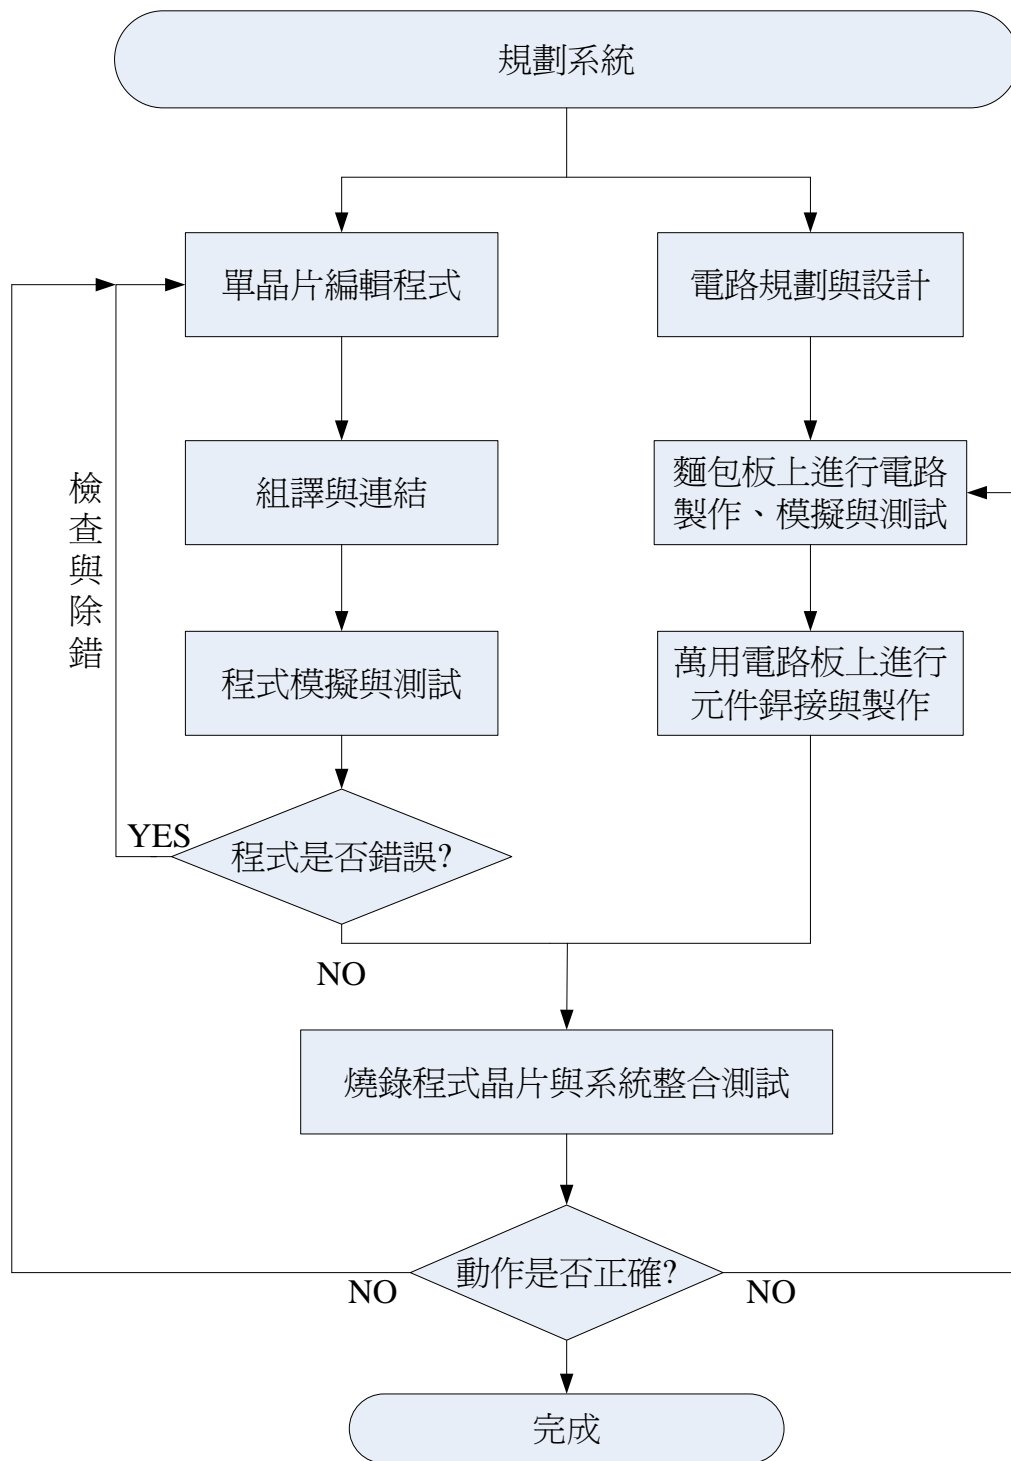 規劃系統
單晶片編輯程式
電路規劃與設計
組譯與連結
麵包板上進行電路
製作、模擬與測試
檢查與除錯
程式模擬與測試
萬用電路板上進行
元件銲接與製作
YES
程式是否錯誤?
NO
燒錄程式晶片與系統整合測試
動作是否正確?
NO
NO
完成